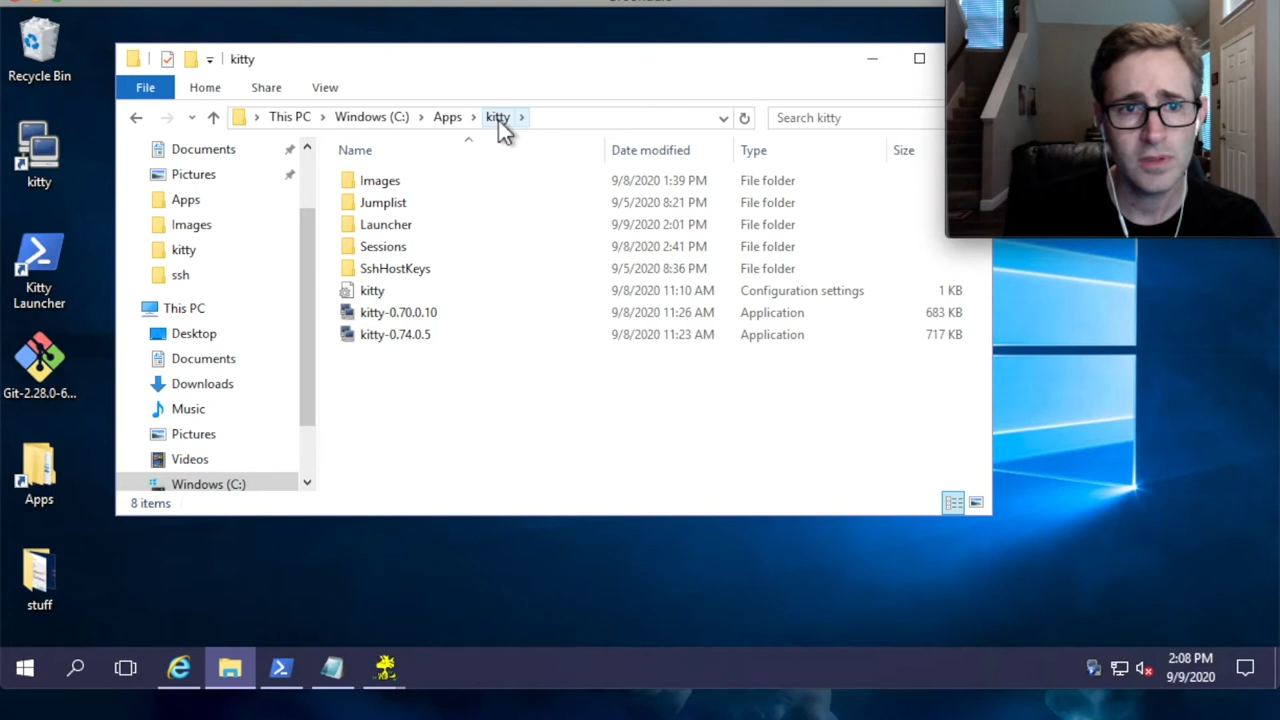 Recycle Bin
kitty
Kitty
Launcher
Git-2.28.0-6...
Apps
stuff
kitty
File
Home
Share
View
This PC
Windows (C:)
Apps
kitty
Search kitty
Documents
Pictures
Apps
Images
kitty
ssh
This PC
Desktop
Documents
Downloads
Music
Pictures
Videos
Windows (C:)
Name Date modified Type Size
Images 9/8/2020 1:39 PM File folder
Jumplist 9/5/2020 8:21 PM File folder
Launcher 9/9/2020 2:01 PM File folder
Sessions 9/8/2020 2:41 PM File folder
SshHostKeys 9/5/2020 8:36 PM File folder
kitty 9/8/2020 11:10 AM Configuration settings 1 KB
kitty-0.70.0.10 9/8/2020 11:26 AM Application 683 KB
kitty-0.74.0.5 9/8/2020 11:23 AM Application 717 KB
8 items
2:08 PM
9/9/2020